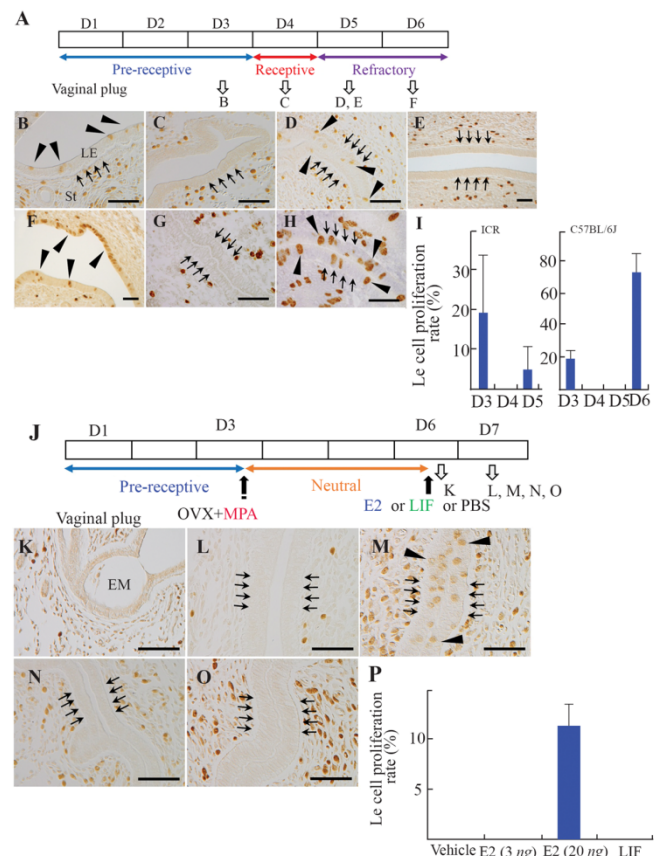 A
D1 D2 D3 D4 D5 D6
Pre-receptive Receptive Refractory
Vaginal plug
B C D, E F
B LE St
C
D
E
F
G
H
I
ICR
C57BL/6J
Le cell proliferation rate (%)
30
20
10
D3 D4 D5
80
60
40
20
D3 D4 D5 D6
J
D1 D3 D6 D7
Pre-receptive Neutral
K L, M, N, O
Vaginal plug OVX+MPA E2 or LIF or PBS
K EM
L
M
N
O
P
Le cell proliferation rate (%)
10
5
Vehicle E2 (3 ng) E2 (20 ng) LIF